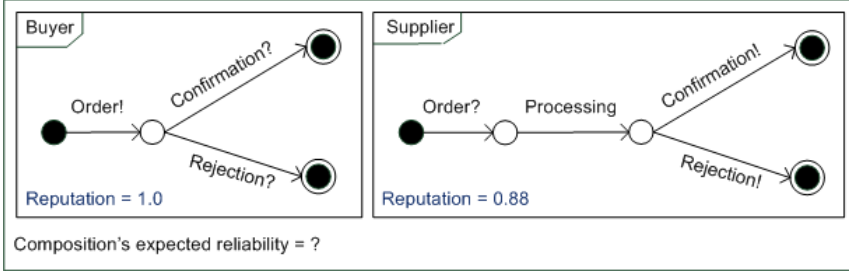 Buyer
Order!
Confirmation?
Rejection?
Reputation = 1.0
Supplier
Order?
Processing
Confirmation!
Rejection!
Reputation = 0.88
Composition's expected reliability = ?